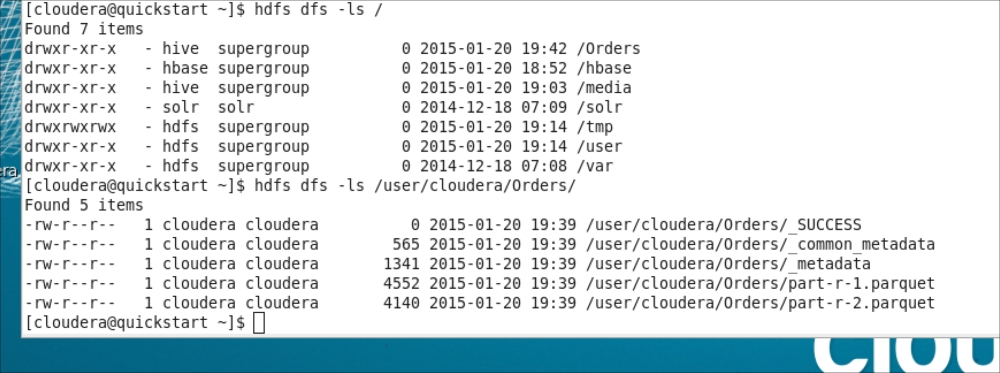 [cloudera@quickstart ~]$ hdfs dfs -ls /
Found 7 items
drwxr-xr-x   - hive  supergroup          0 2015-01-20 19:42 /Orders
drwxr-xr-x   - hbase supergroup          0 2015-01-20 18:52 /hbase
drwxr-xr-x   - hive  supergroup          0 2015-01-20 19:03 /media
drwxr-xr-x   - solr  solr                0 2014-12-18 07:09 /solr
drwxrwxrwx   - hdfs  supergroup          0 2015-01-20 19:14 /tmp
drwxr-xr-x   - hdfs  supergroup          0 2015-01-20 19:14 /user
drwxr-xr-x   - hdfs  supergroup          0 2014-12-18 07:08 /var
[cloudera@quickstart ~]$ hdfs dfs -ls /user/cloudera/Orders/
Found 5 items
-rw-r--r--   1 cloudera cloudera          0 2015-01-20 19:39 /user/cloudera/Orders/_SUCCESS
-rw-r--r--   1 cloudera cloudera        565 2015-01-20 19:39 /user/cloudera/Orders/_common_metadata
-rw-r--r--   1 cloudera cloudera       1341 2015-01-20 19:39 /user/cloudera/Orders/_metadata
-rw-r--r--   1 cloudera cloudera       4552 2015-01-20 19:39 /user/cloudera/Orders/part-r-1.parquet
-rw-r--r--   1 cloudera cloudera       4140 2015-01-20 19:39 /user/cloudera/Orders/part-r-2.parquet
[cloudera@quickstart ~]$